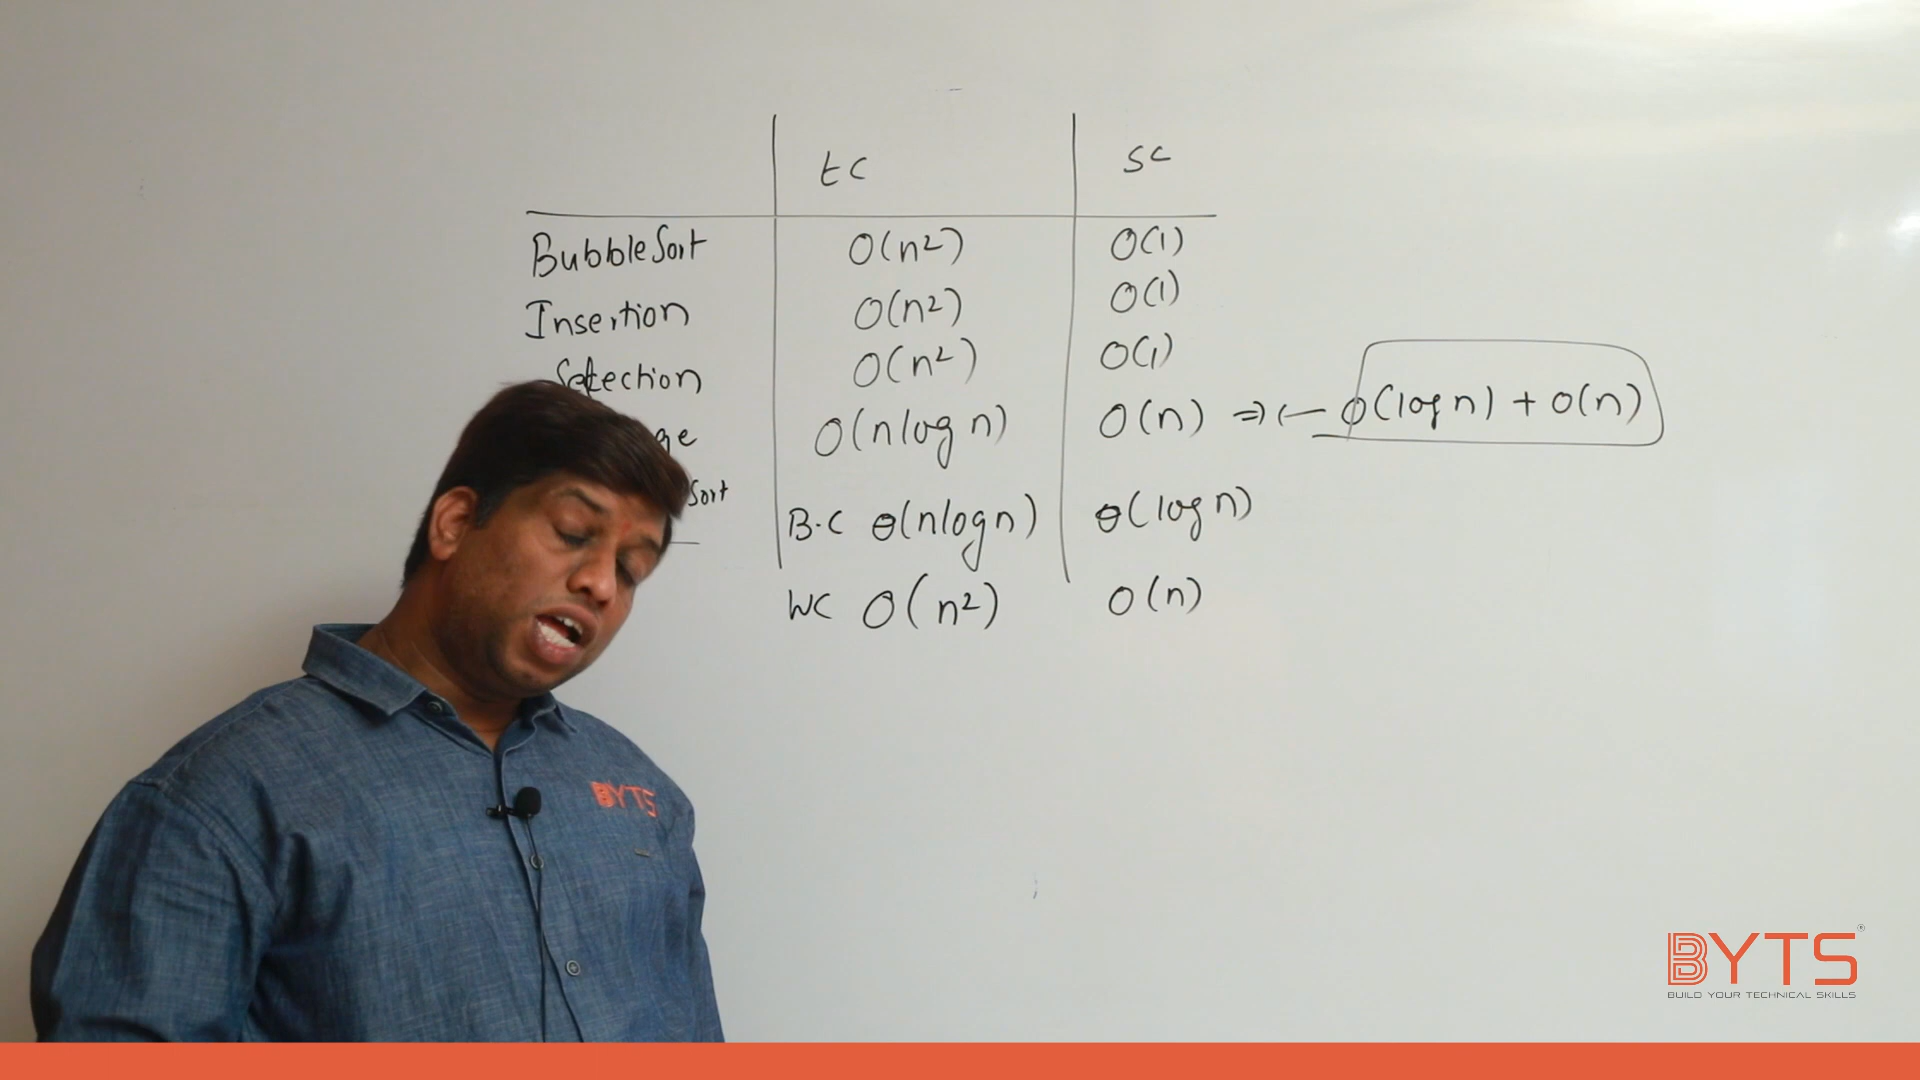 tc sc
BubbleSort O(n²) O(1)
Insertion O(n²) O(1)
Selection O(n²) O(1)
ge O(nlogn) O(n) ⇒ ← O(logn) + O(n)
Sort B.C θ(nlogn) θ(logn)
WC O(n²) O(n)
BYTS
BYTS
BUILD YOUR TECHNICAL SKILLS